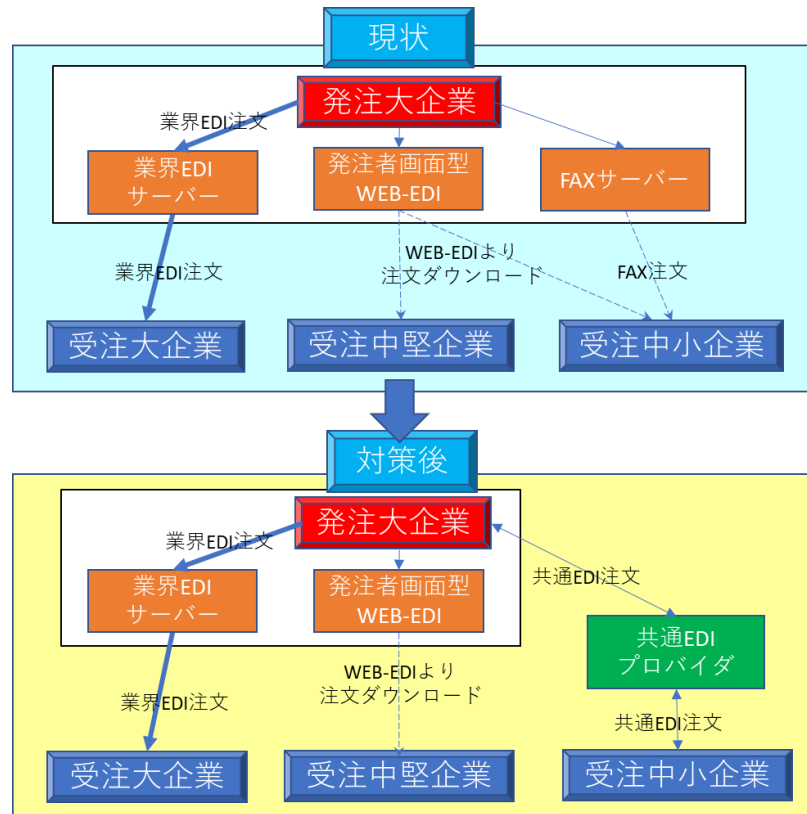 現状
発注大企業
業界EDI注文
業界EDI
サーバー
発注者画面型
WEB-EDI
FAXサーバー
業界EDI注文
WEB-EDIより
注文ダウンロード
FAX注文
受注大企業
受注中堅企業
受注中小企業
対策後
発注大企業
業界EDI注文
共通EDI注文
業界EDI
サーバー
発注者画面型
WEB-EDI
共通EDI
プロバイダ
業界EDI注文
WEB-EDIより
注文ダウンロード
共通EDI注文
受注大企業
受注中堅企業
受注中小企業